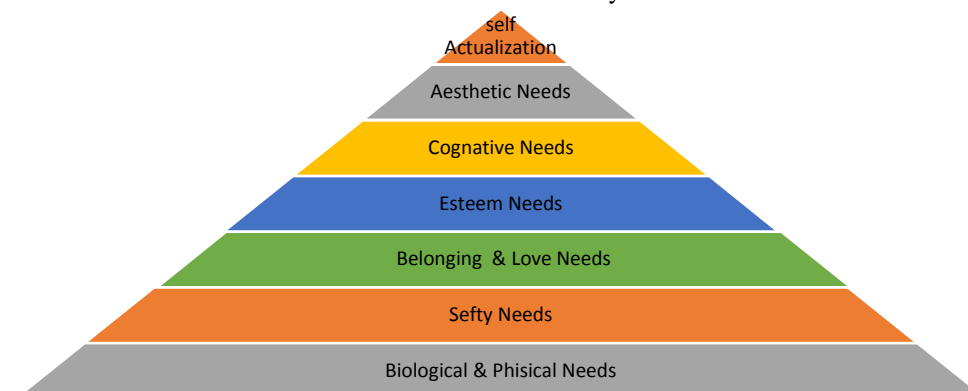 self
Actualization
Aesthetic Needs
Cognative Needs
Esteem Needs
Belonging & Love Needs
Sefty Needs
Biological & Phisical Needs